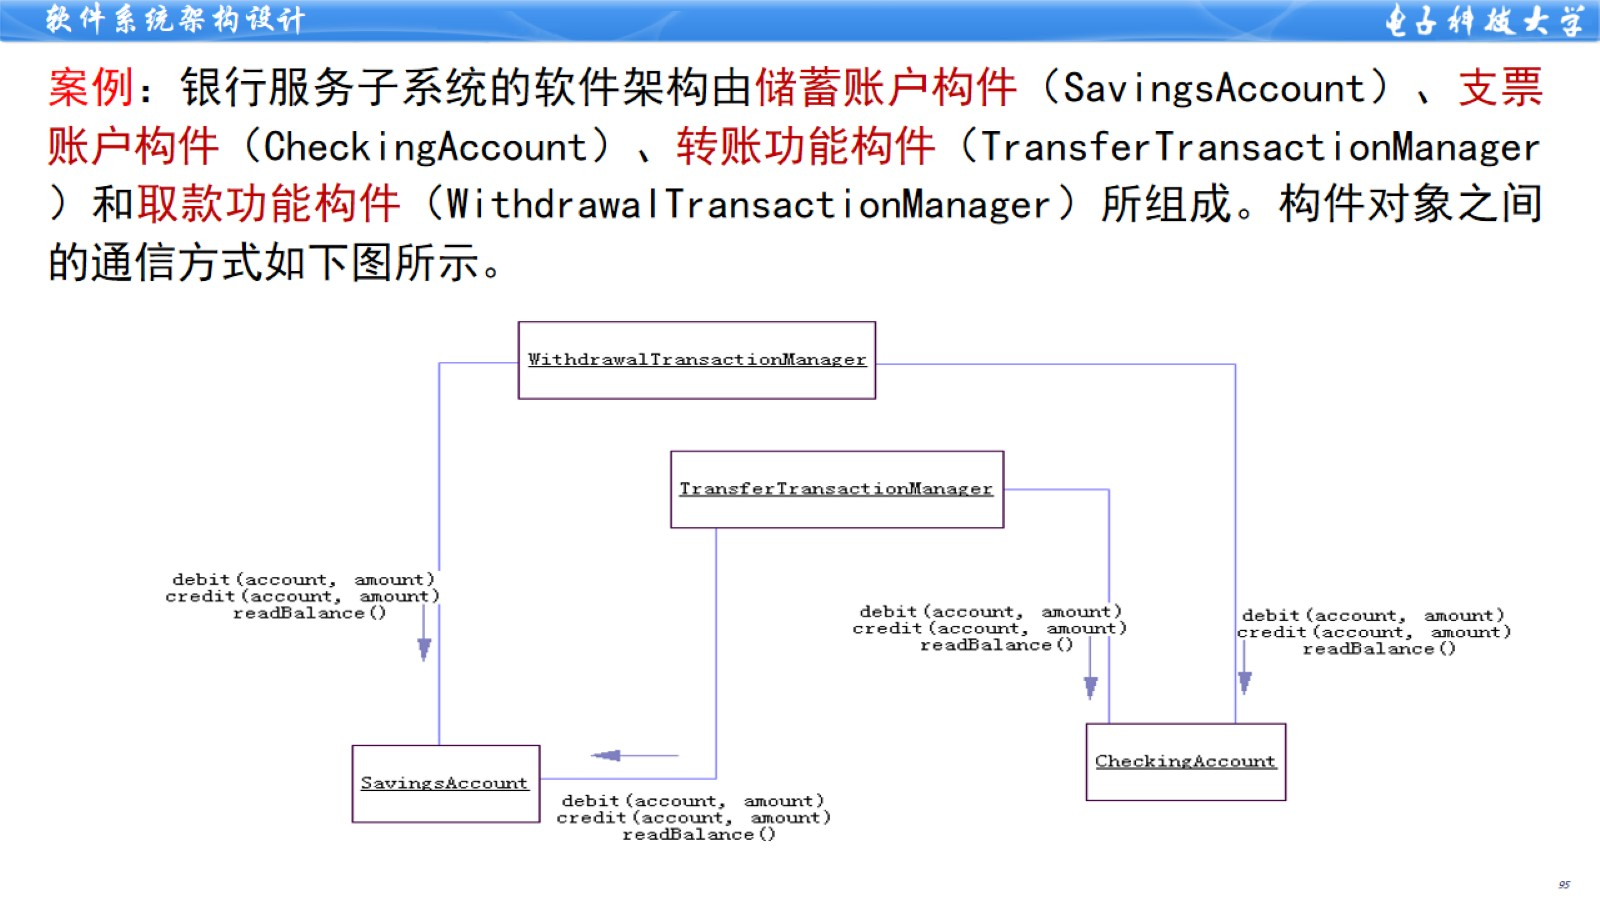 软件系统架构设计
电子科技大学
案例：银行服务子系统的软件架构由储蓄账户构件（SavingsAccount）、支票
账户构件（CheckingAccount）、转账功能构件（TransferTransactionManager
）和取款功能构件（WithdrawalTransactionManager）所组成。构件对象之间
的通信方式如下图所示。
WithdrawalTransactionManager
TransferTransactionManager
debit(account, amount)
credit(account, amount)
readBalance()
debit(account, amount)
credit(account, amount)
readBalance()
debit(account, amount)
credit(account, amount)
readBalance()
CheckingAccount
SavingsAccount
debit(account, amount)
credit(account, amount)
readBalance()
95